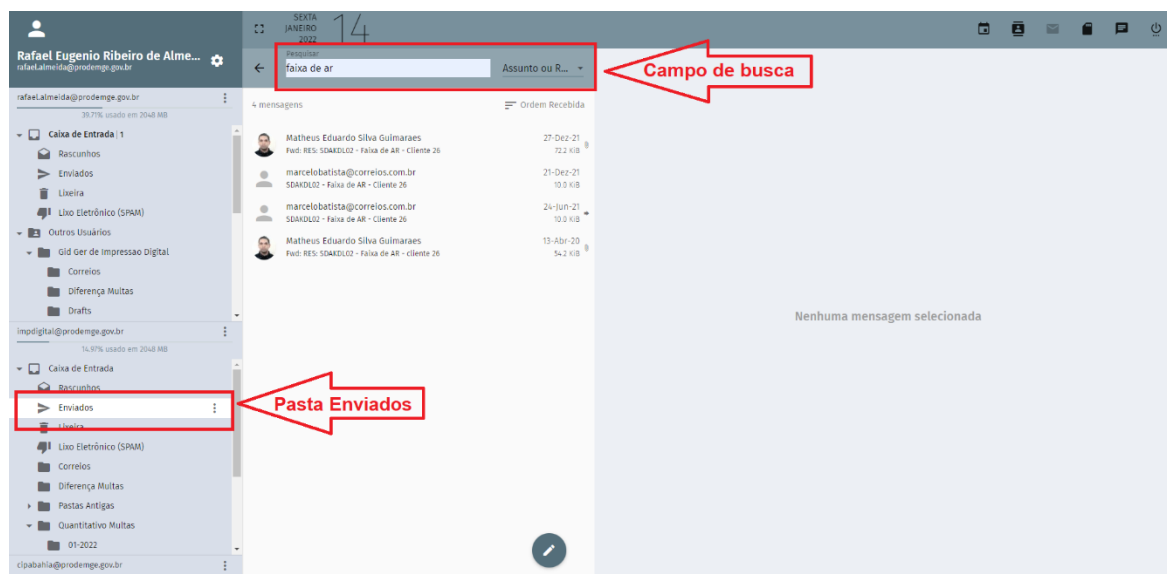 SEXTA
JANEIRO
2022
14
Rafael Eugenio Ribeiro de Alme...
rafael.almeida@prodemge.gov.br
rafael.almeida@prodemge.gov.br
39.71% usado em 2048 MB
Caixa de Entrada | 1
Rascunhos
Enviados
Lixeira
Lixo Eletrônico (SPAM)
Outros Usuários
Gid Ger de Impressao Digital
Correios
Diferença Multas
Drafts
impdigital@prodemge.gov.br
14.97% usado em 2048 MB
Caixa de Entrada
Rascunhos
Enviados
Lixeira
Lixo Eletrônico (SPAM)
Correios
Diferença Multas
Pastas Antigas
Quantitativo Multas
01-2022
cipabahia@prodemge.gov.br
Pesquisar
faixa de ar
Assunto ou R...
Campo de busca
4 mensagens
Ordem Recebida
Matheus Eduardo Silva Guimaraes 27-Dez-21
Fwd: RES: SDAKDL02 - Faixa de AR - Cliente 26 72.2 KiB
marcelobatista@correios.com.br 21-Dez-21
SDAKDL02 - Faixa de AR - Cliente 26 10.0 KiB
marcelobatista@correios.com.br 24-Jun-21
SDAKDL02 - Faixa de AR - Cliente 26 10.0 KiB
Matheus Eduardo Silva Guimaraes 13-Abr-20
Fwd: RES: SDAKDL02 - Faixa de AR - cliente 26 54.2 KiB
Pasta Enviados
Nenhuma mensagem selecionada